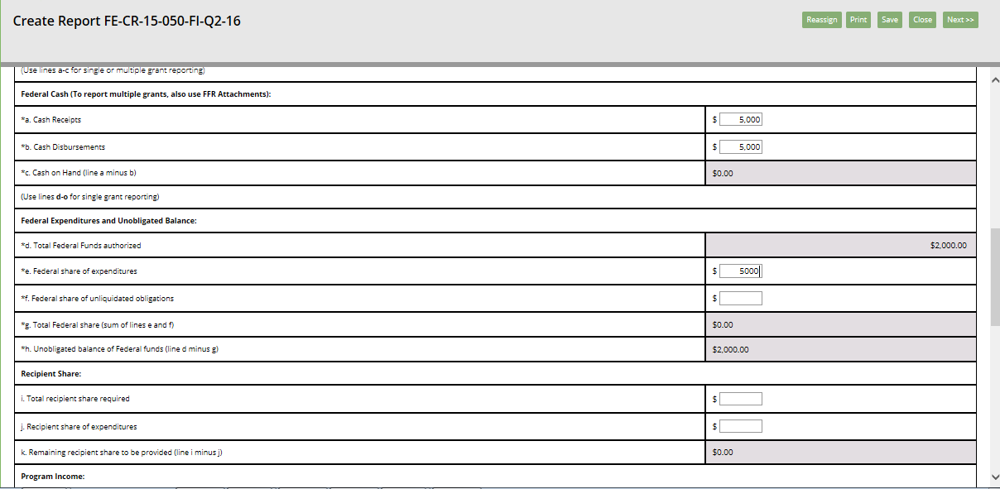 Create Report FE-CR-15-050-FI-Q2-16
Reassign Print Save Close Next >>
(Use lines a-c for single or multiple grant reporting)
Federal Cash (To report multiple grants, also use FFR Attachments):
*a. Cash Receipts $ 5,000
*b. Cash Disbursements $ 5,000
*c. Cash on Hand (line a minus b) $0.00
(Use lines d-o for single grant reporting)
Federal Expenditures and Unobligated Balance:
*d. Total Federal Funds authorized $2,000.00
*e. Federal share of expenditures $ 5000
*f. Federal share of unliquidated obligations $
*g. Total Federal share (sum of lines e and f) $0.00
*h. Unobligated balance of Federal funds (line d minus g) $2,000.00
Recipient Share:
i. Total recipient share required $
j. Recipient share of expenditures $
k. Remaining recipient share to be provided (line i minus j) $0.00
Program Income: